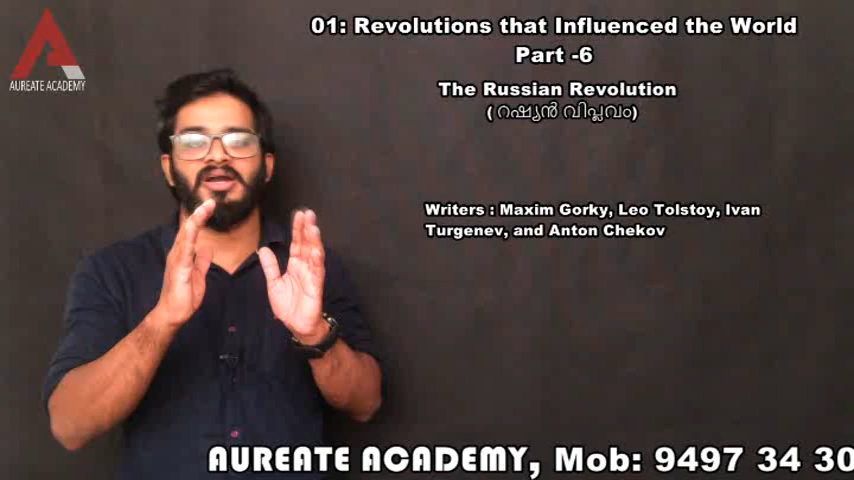 AUREATE ACADEMY
01: Revolutions that Influenced the World
Part -6
The Russian Revolution
( റഷ്യൻ വിപ്ലവം)
Writers : Maxim Gorky, Leo Tolstoy, Ivan
Turgenev, and Anton Chekov
AUREATE ACADEMY, Mob: 9497 34 30